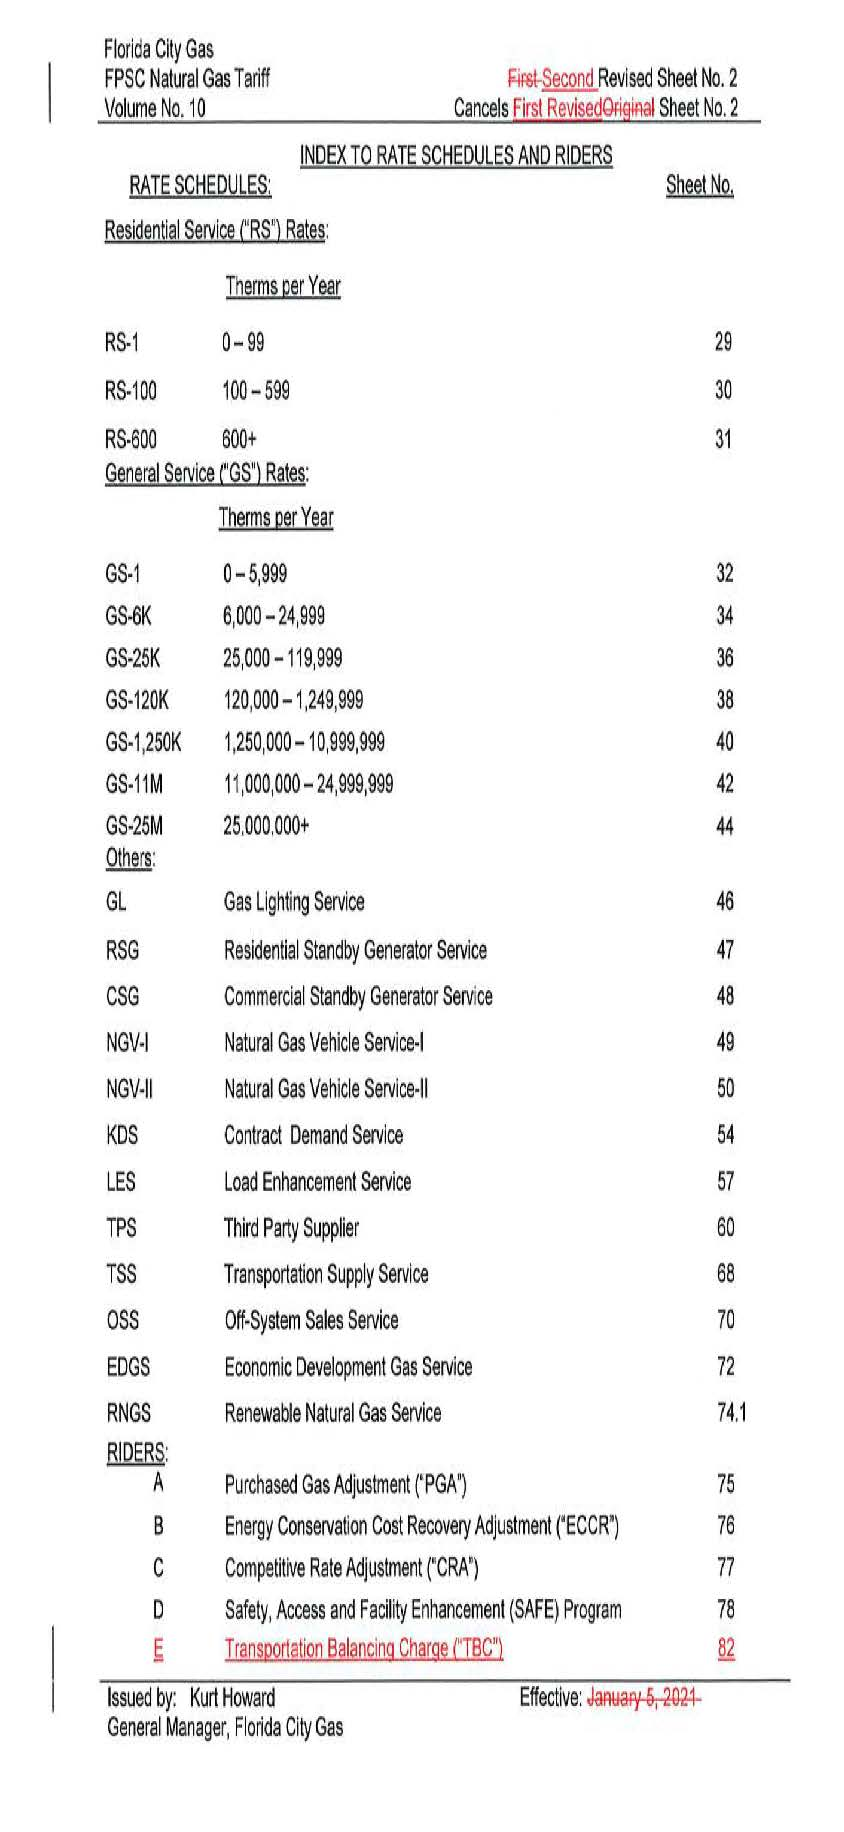 Florida City Gas
FPSC Natural Gas Tariff First Second Revised Sheet No. 2
Volume No. 10 Cancels First RevisedOriginal Sheet No. 2
INDEX TO RATE SCHEDULES AND RIDERS
RATE SCHEDULES: Sheet No.
Residential Service ("RS") Rates:
Therms per Year
RS-1 0 – 99 29
RS-100 100 – 599 30
RS-600 600+ 31
General Service ("GS") Rates:
Therms per Year
GS-1 0 – 5,999 32
GS-6K 6,000 – 24,999 34
GS-25K 25,000 – 119,999 36
GS-120K 120,000 – 1,249,999 38
GS-1,250K 1,250,000 – 10,999,999 40
GS-11M 11,000,000 – 24,999,999 42
GS-25M 25,000,000+ 44
Others:
GL Gas Lighting Service 46
RSG Residential Standby Generator Service 47
CSG Commercial Standby Generator Service 48
NGV-I Natural Gas Vehicle Service-I 49
NGV-II Natural Gas Vehicle Service-II 50
KDS Contract Demand Service 54
LES Load Enhancement Service 57
TPS Third Party Supplier 60
TSS Transportation Supply Service 68
OSS Off-System Sales Service 70
EDGS Economic Development Gas Service 72
RNGS Renewable Natural Gas Service 74.1
RIDERS:
A Purchased Gas Adjustment ("PGA") 75
B Energy Conservation Cost Recovery Adjustment ("ECCR") 76
C Competitive Rate Adjustment ("CRA") 77
D Safety, Access and Facility Enhancement (SAFE) Program 78
E Transportation Balancing Charge ("TBC") 82
Issued by: Kurt Howard Effective: January 5, 2021
General Manager, Florida City Gas